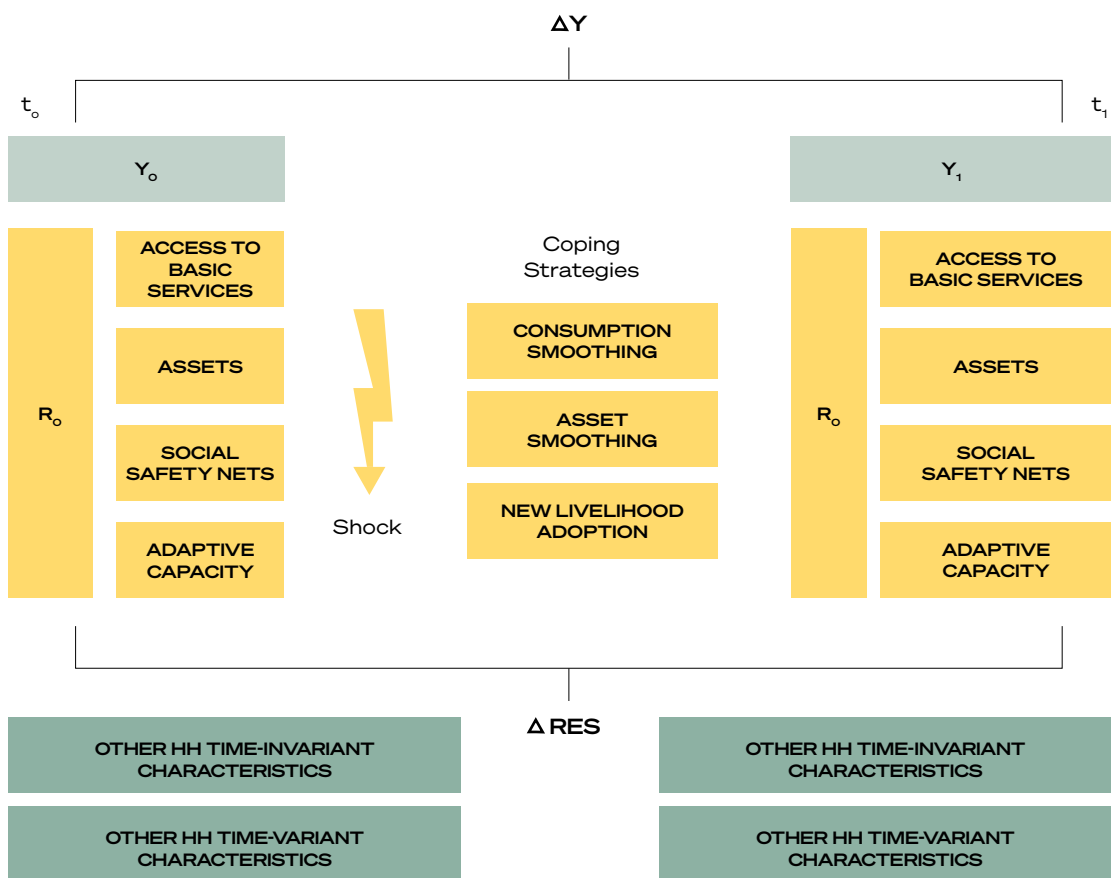 ΔY
t₀
t₁
Y₀
Y₁
R₀
ACCESS TO
BASIC
SERVICES
ASSETS
SOCIAL
SAFETY NETS
ADAPTIVE
CAPACITY
Shock
Coping
Strategies
CONSUMPTION
SMOOTHING
ASSET
SMOOTHING
NEW LIVELIHOOD
ADOPTION
R₀
ACCESS TO
BASIC SERVICES
ASSETS
SOCIAL
SAFETY NETS
ADAPTIVE
CAPACITY
Δ RES
OTHER HH TIME-INVARIANT
CHARACTERISTICS
OTHER HH TIME-VARIANT
CHARACTERISTICS
OTHER HH TIME-INVARIANT
CHARACTERISTICS
OTHER HH TIME-VARIANT
CHARACTERISTICS